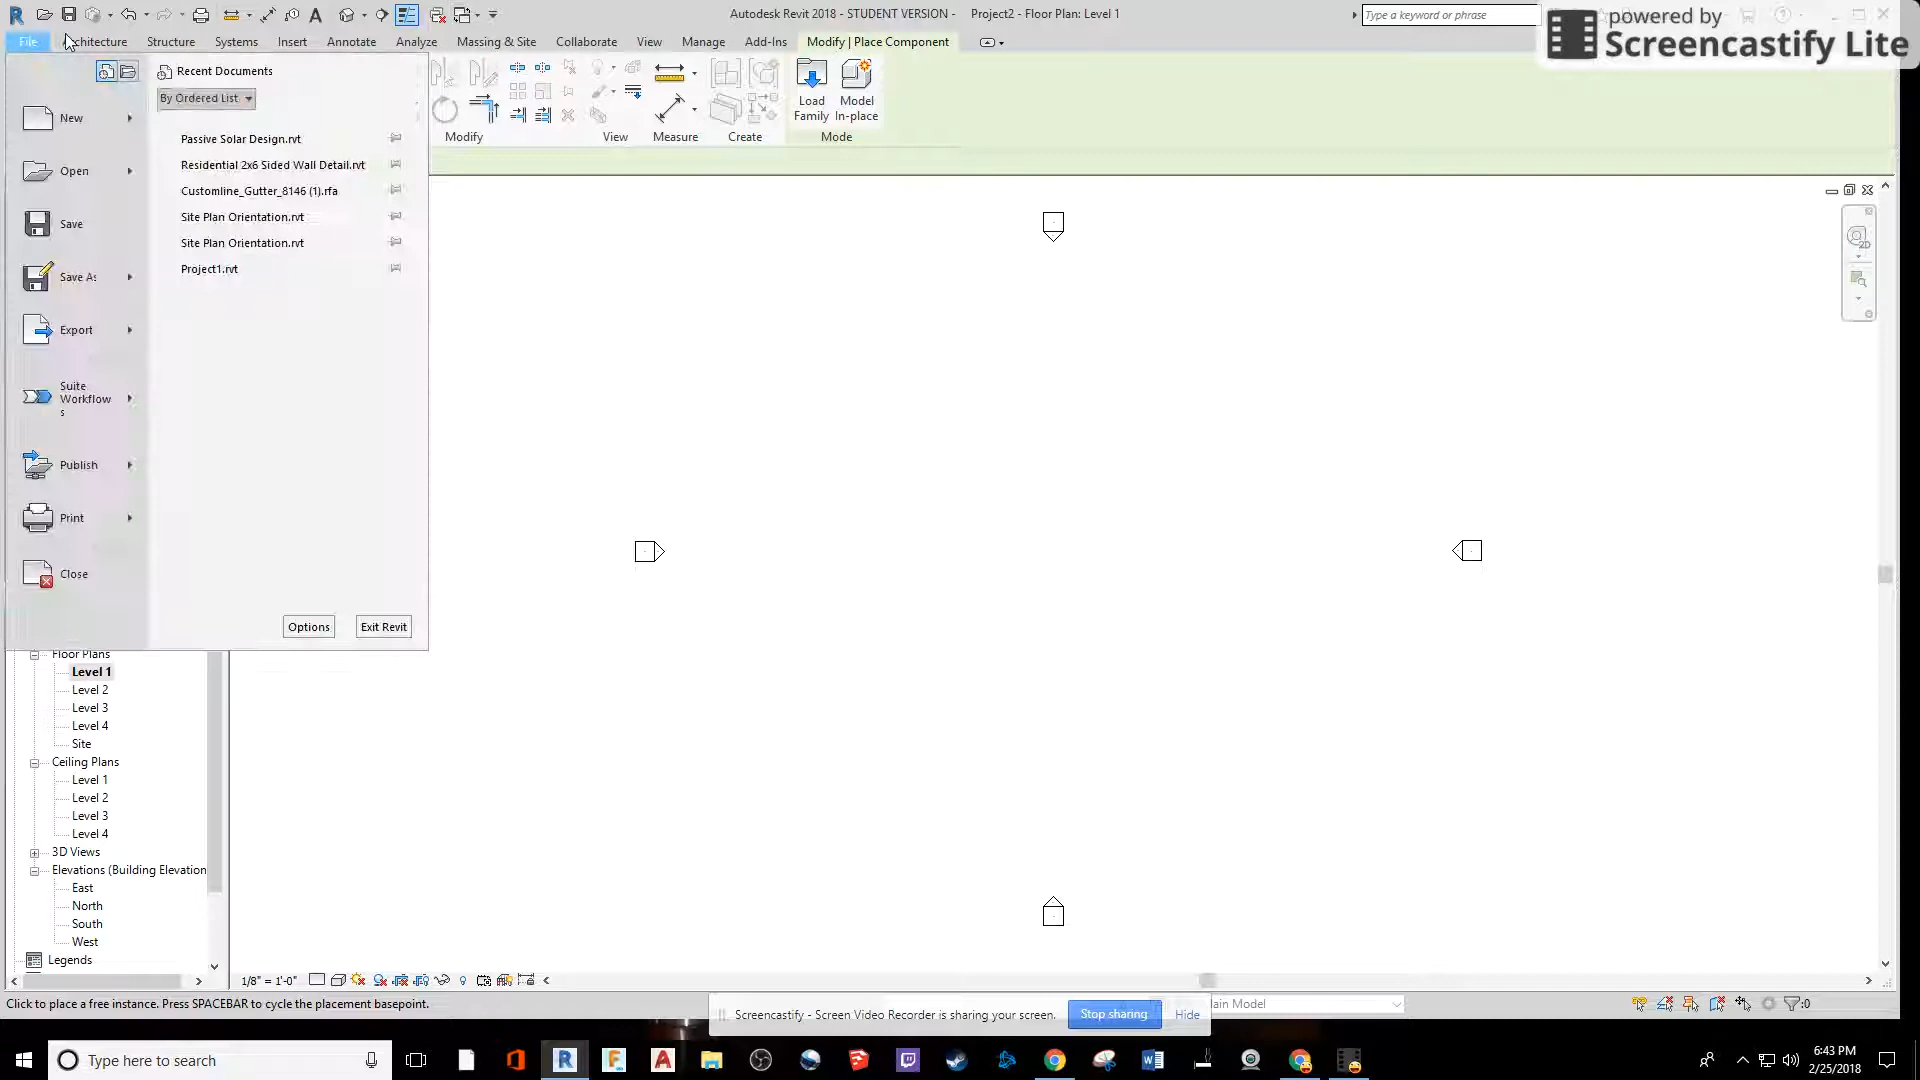 Autodesk Revit 2018 - STUDENT VERSION - Project2 - Floor Plan: Level 1
Type a keyword or phrase
powered by
Screencastify Lite
File
Architecture
Structure
Systems
Insert
Annotate
Analyze
Massing & Site
Collaborate
View
Manage
Add-Ins
Modify | Place Component
Recent Documents
By Ordered List
New
Open
Save
Save As
Export
Suite
Workflow
s
Publish
Print
Close
Passive Solar Design.rvt
Residential 2x6 Sided Wall Detail.rvt
Customline_Gutter_8146 (1).rfa
Site Plan Orientation.rvt
Site Plan Orientation.rvt
Project1.rvt
Options
Exit Revit
Load
Family
Model
In-place
Modify
View
Measure
Create
Mode
2D
Floor Plans
Level 1
Level 2
Level 3
Level 4
Site
Ceiling Plans
Level 1
Level 2
Level 3
Level 4
3D Views
Elevations (Building Elevation
East
North
South
West
Legends
1/8" = 1'-0"
Click to place a free instance. Press SPACEBAR to cycle the placement basepoint.
Main Model
:0
Screencastify - Screen Video Recorder is sharing your screen.
Stop sharing
Hide
Type here to search
6:43 PM
2/25/2018